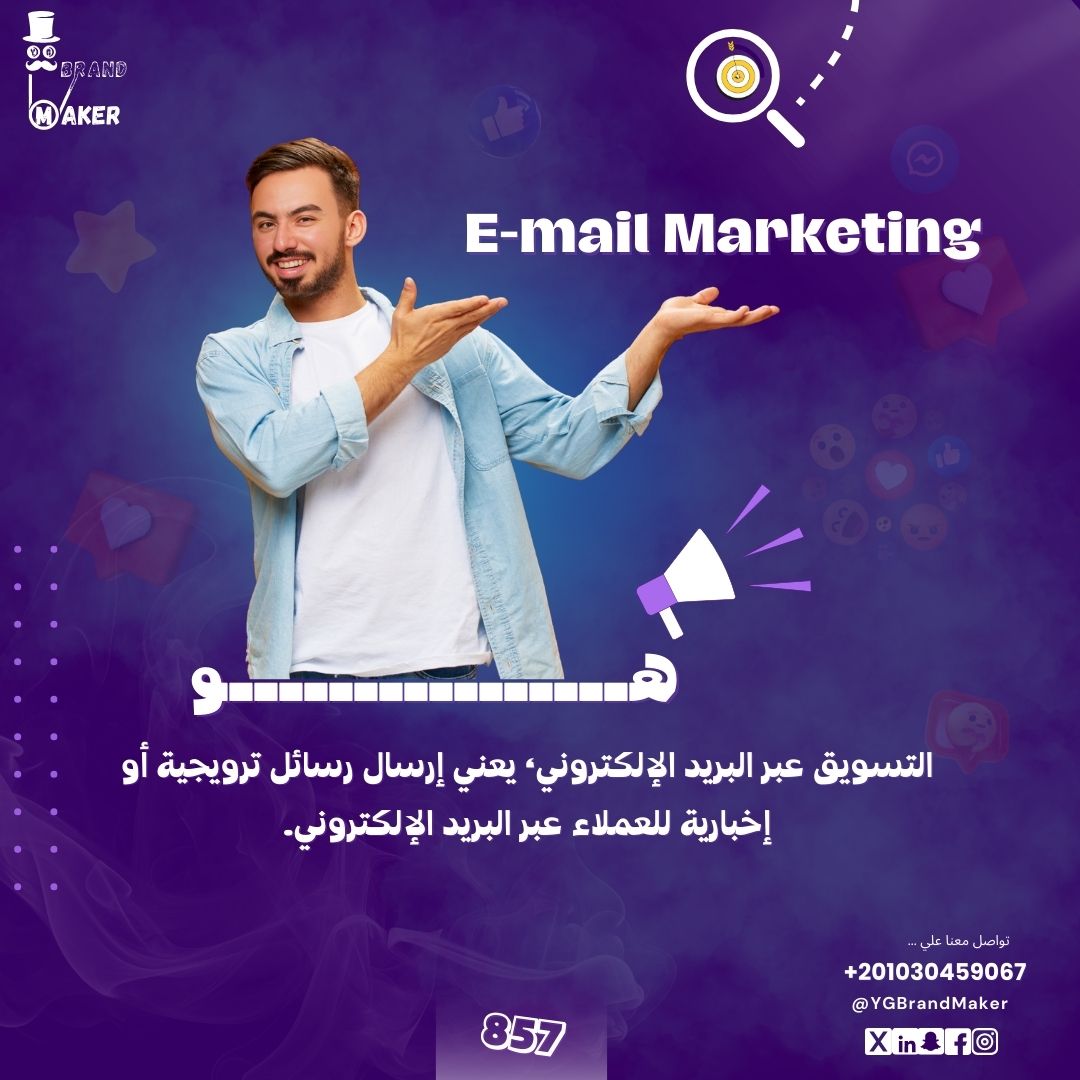 BRAND
MAKER
E-mail Marketing
هـــــــــــــــــو
التسويق عبر البريد الإلكتروني، يعني إرسال رسائل ترويجية أو
إخبارية للعملاء عبر البريد الإلكتروني.
تواصل معنا علي ...
+201030459067
@YGBrandMaker
857